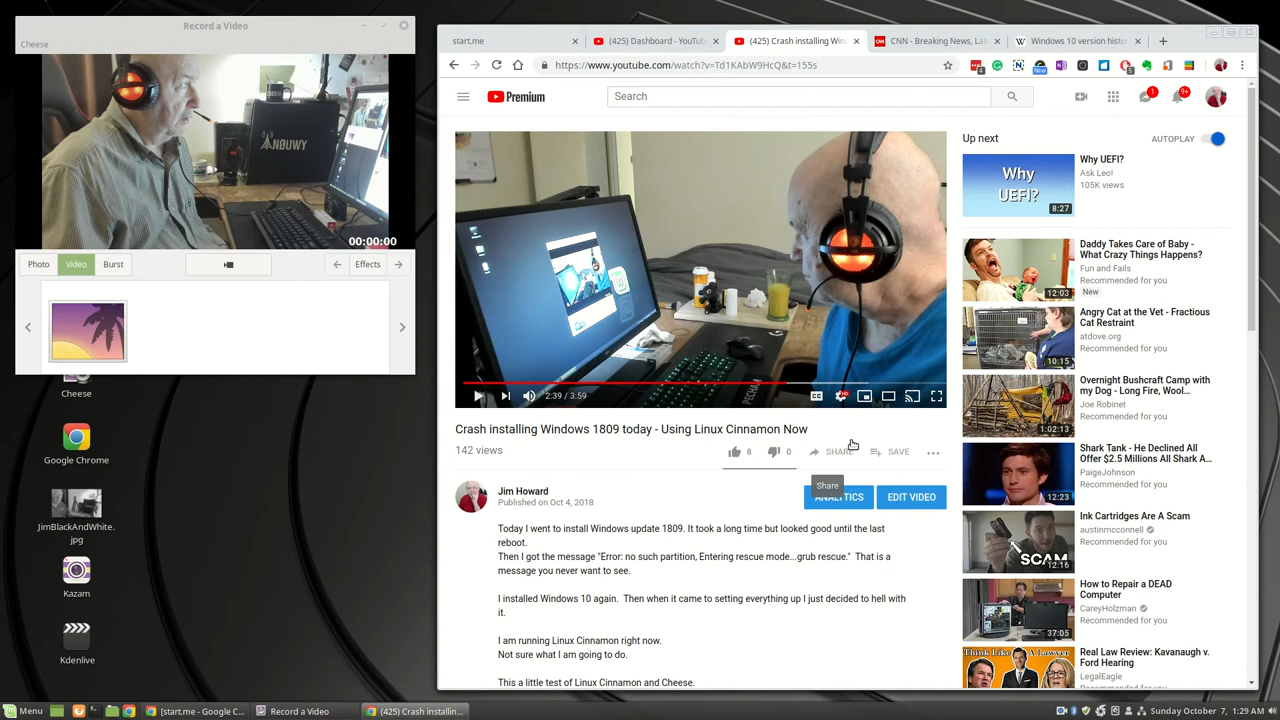 Record a Video
Cheese
ANØUWY
00:00:00
Photo
Video
Burst
Effects
Cheese
Google Chrome
JimBlackAndWhite.
jpg
Kazam
Kdenlive
start.me
(425) Dashboard - YouTub
(425) Crash installing Win
CNN - Breaking News, Lat
Windows 10 version histo
https://www.youtube.com/watch?v=Td1KAbW9HcQ&t=155s
Premium
Search
1
9+
2:39 / 3:59
Crash installing Windows 1809 today - Using Linux Cinnamon Now
142 views
8
0
SHARE
SAVE
Share
Jim Howard
Published on Oct 4, 2018
ANALYTICS
EDIT VIDEO
Today I went to install Windows update 1809. It took a long time but looked good until the last
reboot.
Then I got the message "Error: no such partition, Entering rescue mode...grub rescue."  That is a
message you never want to see.
I installed Windows 10 again.  Then when it came to setting everything up I just decided to hell with
it.
I am running Linux Cinnamon right now.
Not sure what I am going to do.
This a little test of Linux Cinnamon and Cheese.
Up next
AUTOPLAY
Why
UEFI?
8:27
Why UEFI?
Ask Leo!
105K views
12:03
Daddy Takes Care of Baby -
What Crazy Things Happens?
Fun and Fails
Recommended for you
New
10:15
Angry Cat at the Vet - Fractious
Cat Restraint
atdove.org
Recommended for you
1:02:13
Overnight Bushcraft Camp with
my Dog - Long Fire, Wool...
Joe Robinet
Recommended for you
12:23
Shark Tank - He Declined All
Offer $2.5 Millions All Shark A...
PaigeJohnson
Recommended for you
SCAM
12:16
Ink Cartridges Are A Scam
austinmcconnell
Recommended for you
37:05
How to Repair a DEAD
Computer
CareyHolzman
Recommended for you
Think Like A Lawyer
Real Law Review: Kavanaugh v.
Ford Hearing
LegalEagle
Recommended for you
Menu
[start.me - Google C...
Record a Video
(425) Crash installin...
Sunday October  7,  1:29 AM